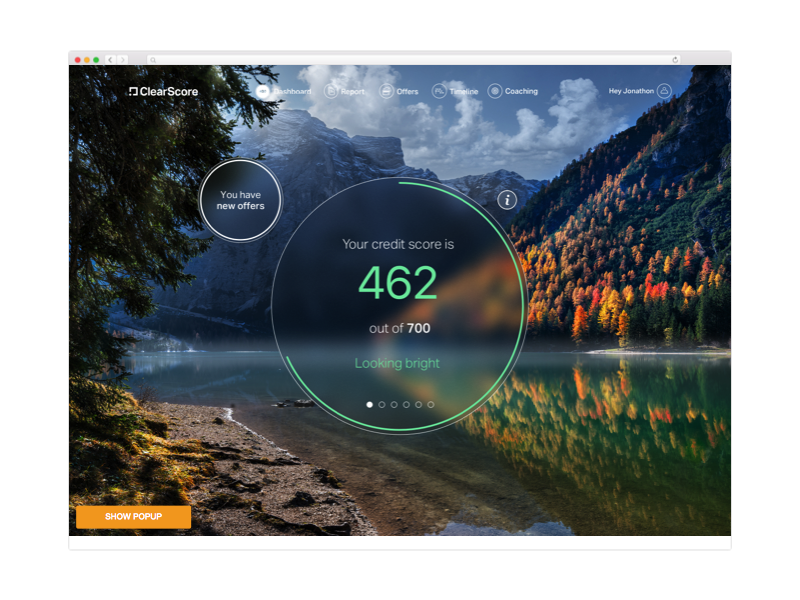 ClearScore
Dashboard
Report
Offers
Timeline
Coaching
Hey Jonathon
You have
new offers
i
Your credit score is
462
out of 700
Looking bright
SHOW POPUP